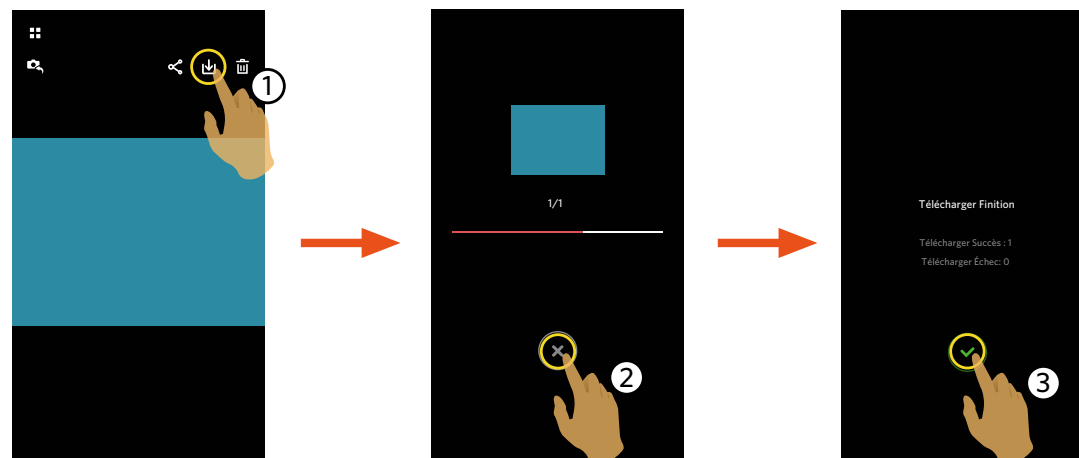 1
1/1
2
Télécharger Finition
Télécharger Succès : 1
Télécharger Échec: 0
3